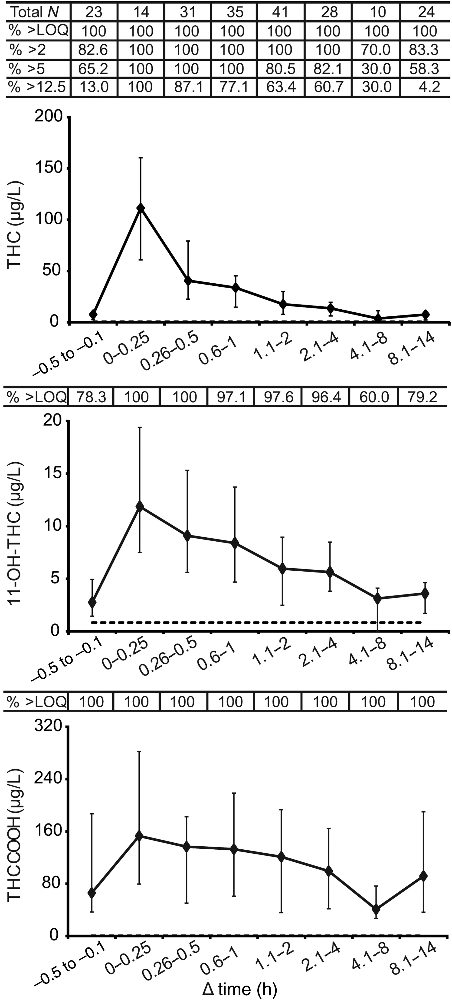 Total N 23 14 31 35 41 28 10 24
% >LOQ 100 100 100 100 100 100 100 100
% >2 82.6 100 100 100 100 100 70.0 83.3
% >5 65.2 100 100 100 80.5 82.1 30.0 58.3
% >12.5 13.0 100 87.1 77.1 63.4 60.7 30.0 4.2
THC (µg/L)
200
150
100
50
0
–0.5 to –0.1 0–0.25 0.26–0.5 0.6–1 1.1–2 2.1–4 4.1–8 8.1–14
% >LOQ 78.3 100 100 97.1 97.6 96.4 60.0 79.2
11-OH-THC (µg/L)
20
15
10
5
0
–0.5 to –0.1 0–0.25 0.26–0.5 0.6–1 1.1–2 2.1–4 4.1–8 8.1–14
% >LOQ 100 100 100 100 100 100 100 100
THCCOOH (µg/L)
320
240
160
80
0
–0.5 to –0.1 0–0.25 0.26–0.5 0.6–1 1.1–2 2.1–4 4.1–8 8.1–14
Δ time (h)